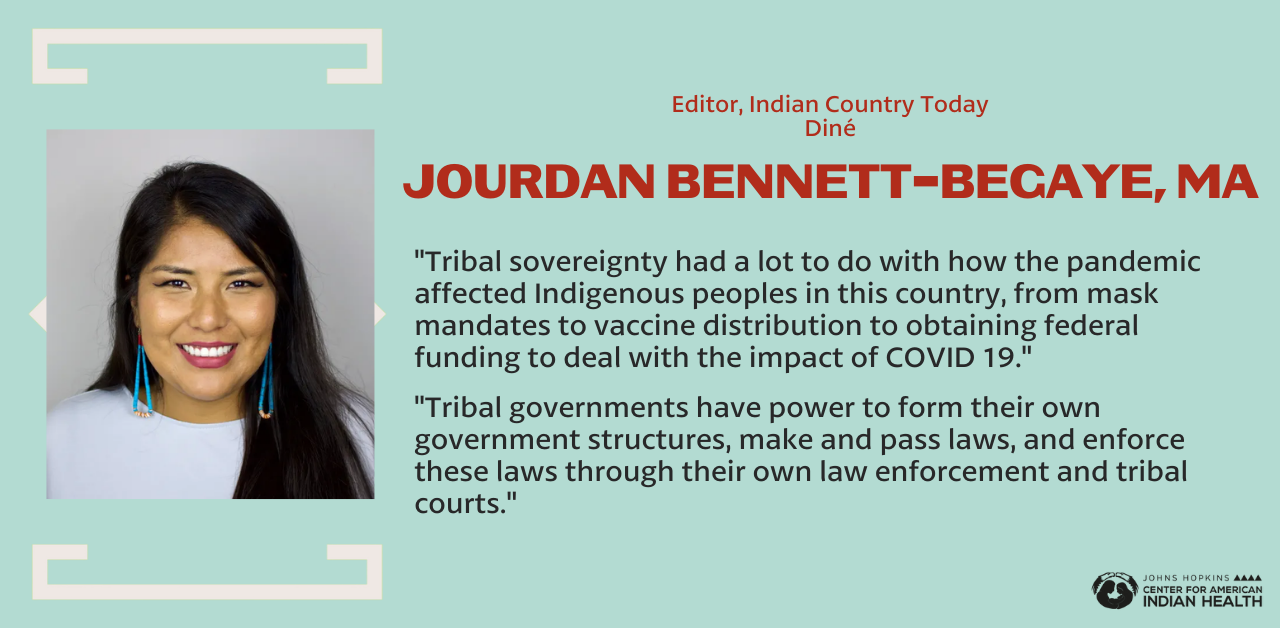 Editor, Indian Country Today
Diné
JOURDAN BENNETT-BEGAYE, MA
"Tribal sovereignty had a lot to do with how the pandemic
affected Indigenous peoples in this country, from mask
mandates to vaccine distribution to obtaining federal
funding to deal with the impact of COVID 19."
"Tribal governments have power to form their own
government structures, make and pass laws, and enforce
these laws through their own law enforcement and tribal
courts."
JOHNS HOPKINS
CENTER FOR AMERICAN
INDIAN HEALTH